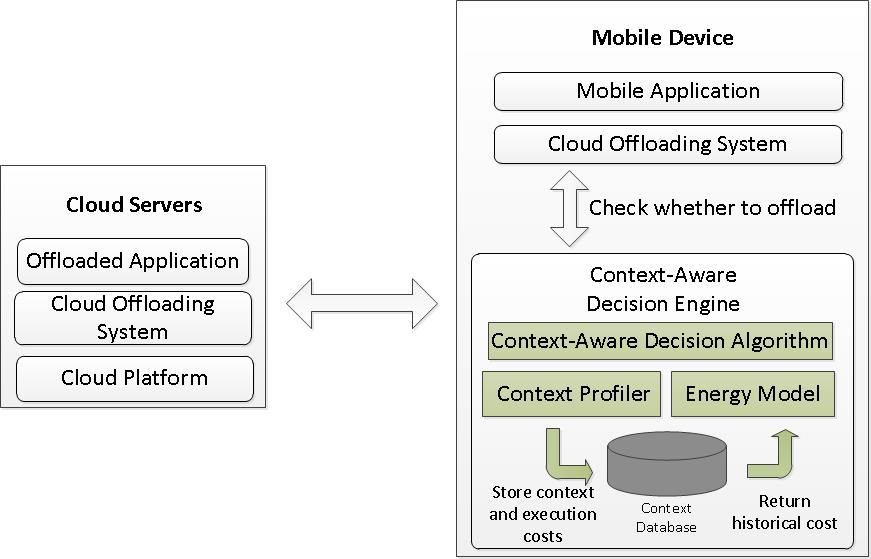 Cloud Servers
Offloaded Application
Cloud Offloading
System
Cloud Platform
Mobile Device
Mobile Application
Cloud Offloading System
Check whether to offload
Context-Aware
Decision Engine
Context-Aware Decision Algorithm
Context Profiler
Energy Model
Store context
and execution
costs
Context
Database
Return
historical cost